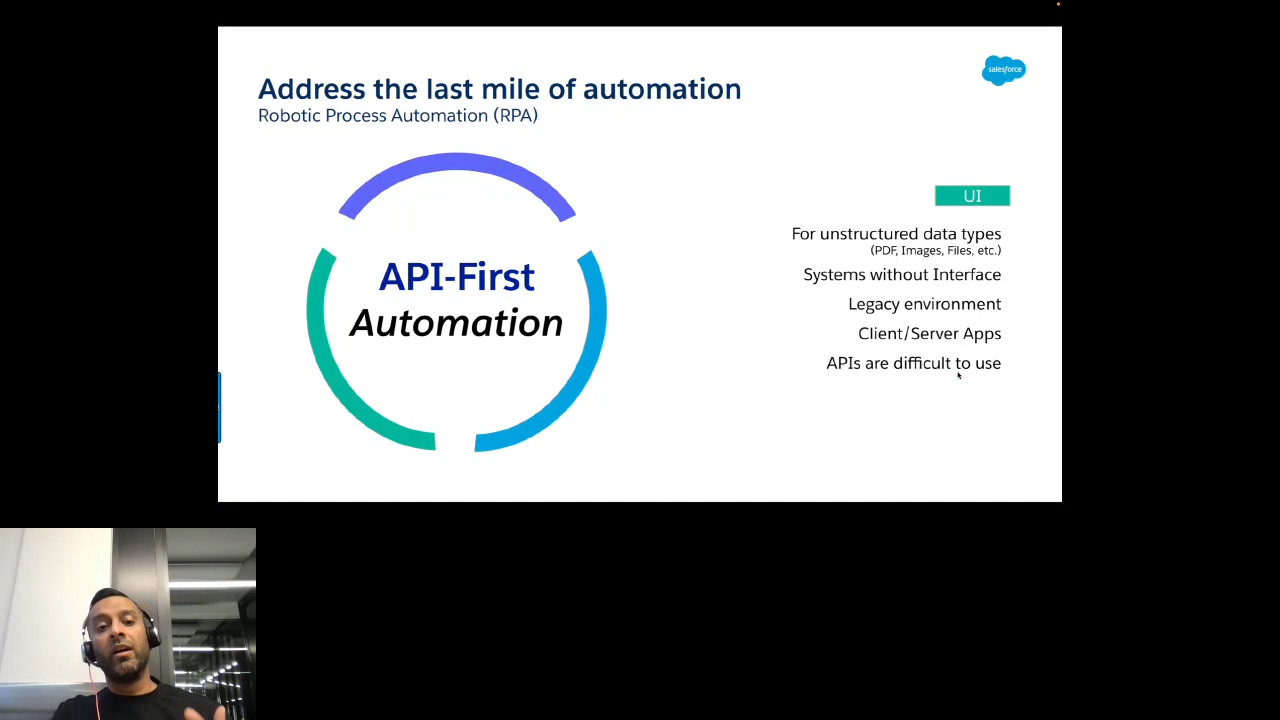 Address the last mile of automation
Robotic Process Automation (RPA)
salesforce
API-First
Automation
UI
For unstructured data types
(PDF, Images, Files, etc.)
Systems without Interface
Legacy environment
Client/Server Apps
APIs are difficult to use